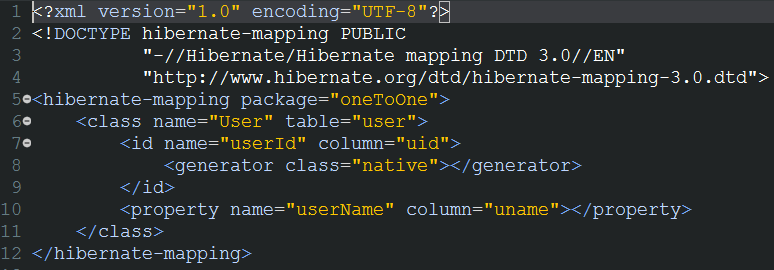 1 <?xml version="1.0" encoding="UTF-8"?>
2 <!DOCTYPE hibernate-mapping PUBLIC
3           "-//Hibernate/Hibernate mapping DTD 3.0//EN"
4           "http://www.hibernate.org/dtd/hibernate-mapping-3.0.dtd">
5 <hibernate-mapping package="oneToOne">
6     <class name="User" table="user">
7         <id name="userId" column="uid">
8             <generator class="native"></generator>
9         </id>
10         <property name="userName" column="uname"></property>
11     </class>
12 </hibernate-mapping>